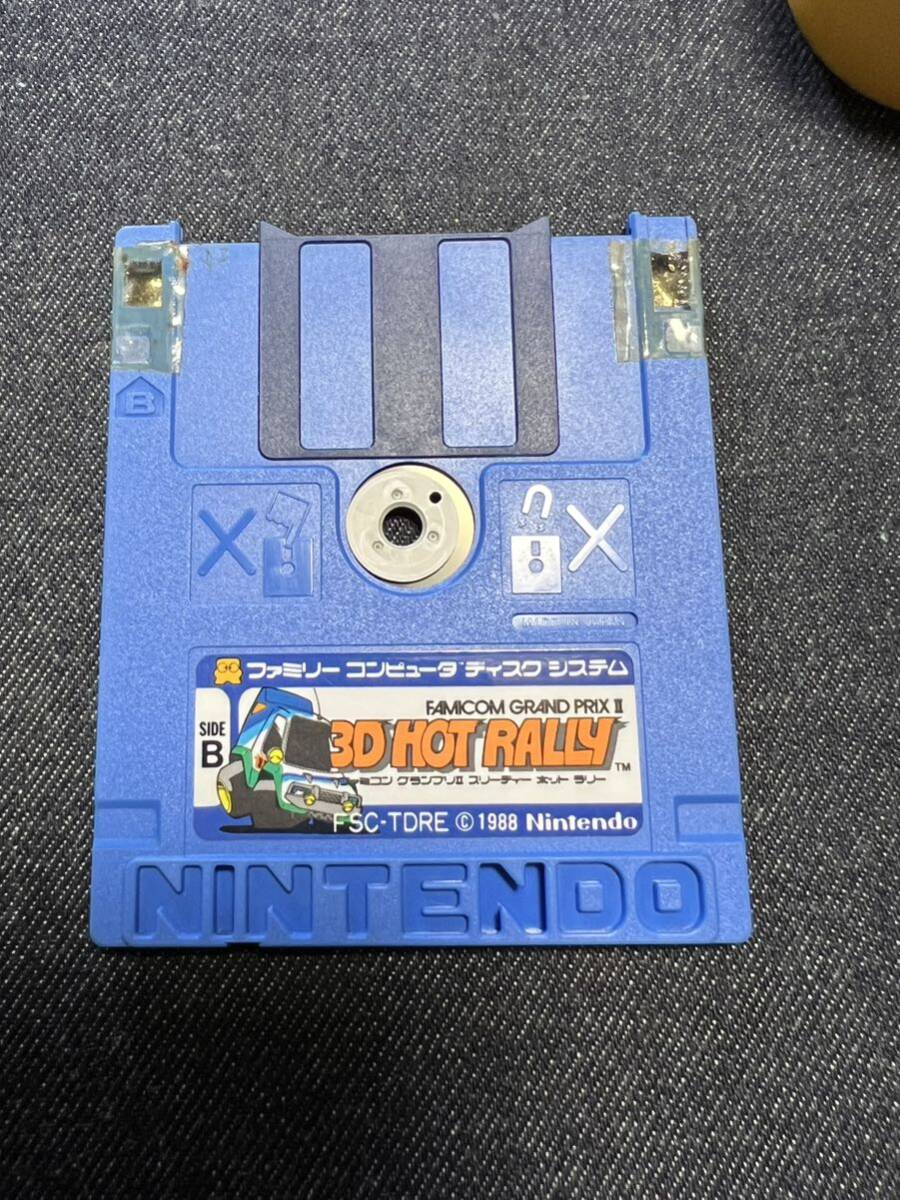 B
MADE IN JAPAN
ファミリー コンピュータ ディスク システム
SIDE B
FAMICOM GRAND PRIX II
3D HOT RALLY ™
ファミコン グランプリII スリーディー ホット ラリー
FSC-TDRE © 1988 Nintendo
NINTENDO